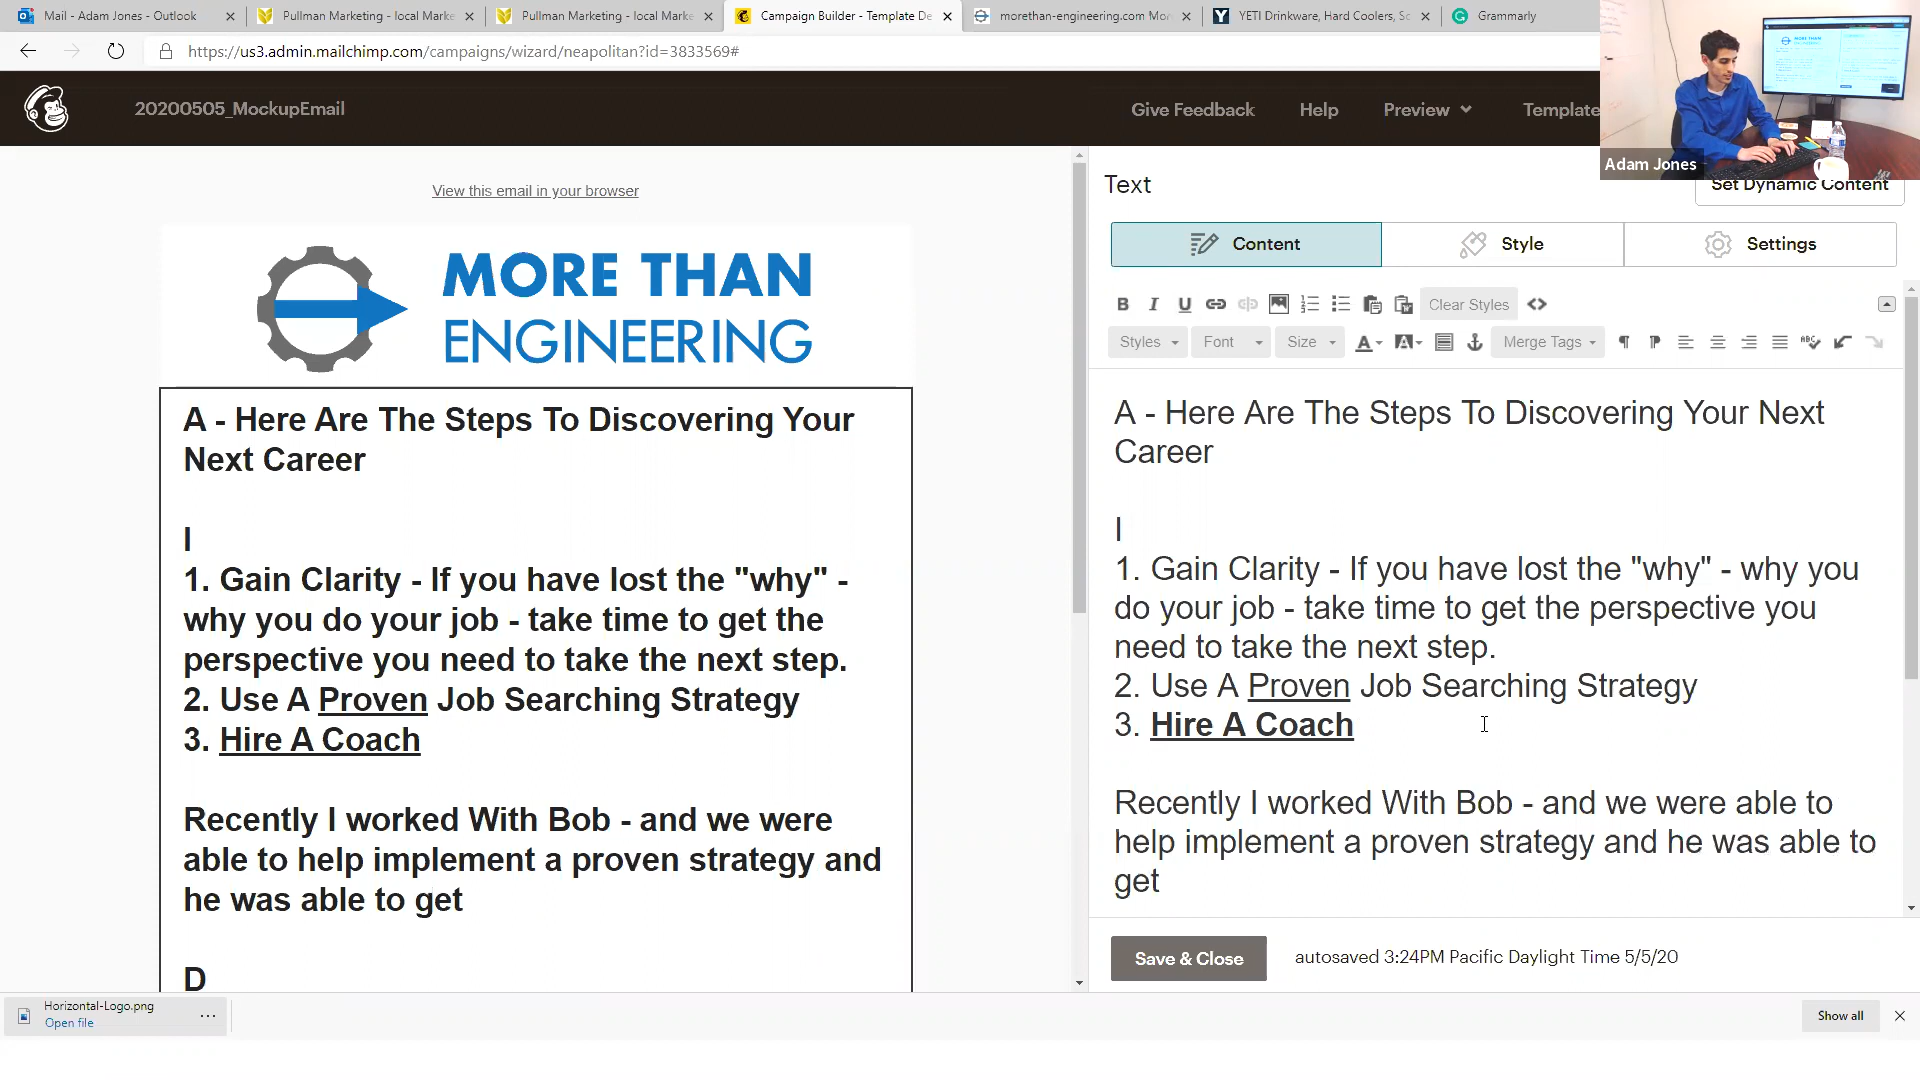 Mail - Adam Jones - Outlook
Pullman Marketing - local Marke
Pullman Marketing - local Marke
Campaign Builder - Template De
morethan-engineering.com Mor
YETI Drinkware, Hard Coolers, Sc
Grammarly
https://us3.admin.mailchimp.com/campaigns/wizard/neapolitan?id=3833569#
20200505_MockupEmail
Give Feedback
Help
Preview
Template
Adam Jones
View this email in your browser
MORE THAN
ENGINEERING
A - Here Are The Steps To Discovering Your
Next Career
I
1. Gain Clarity - If you have lost the "why" -
why you do your job - take time to get the
perspective you need to take the next step.
2. Use A Proven Job Searching Strategy
3. Hire A Coach
Recently I worked With Bob - and we were
able to help implement a proven strategy and
he was able to get
D
Text
Set Dynamic Content
Content
Style
Settings
B I U
Clear Styles
Styles
Font
Size
A
A
Merge Tags
ABC
A - Here Are The Steps To Discovering Your Next
Career
I
1. Gain Clarity - If you have lost the "why" - why you
do your job - take time to get the perspective you
need to take the next step.
2. Use A Proven Job Searching Strategy
3. Hire A Coach
Recently I worked With Bob - and we were able to
help implement a proven strategy and he was able to
get
Save & Close
autosaved 3:24PM Pacific Daylight Time 5/5/20
Horizontal-Logo.png
Open file
Show all